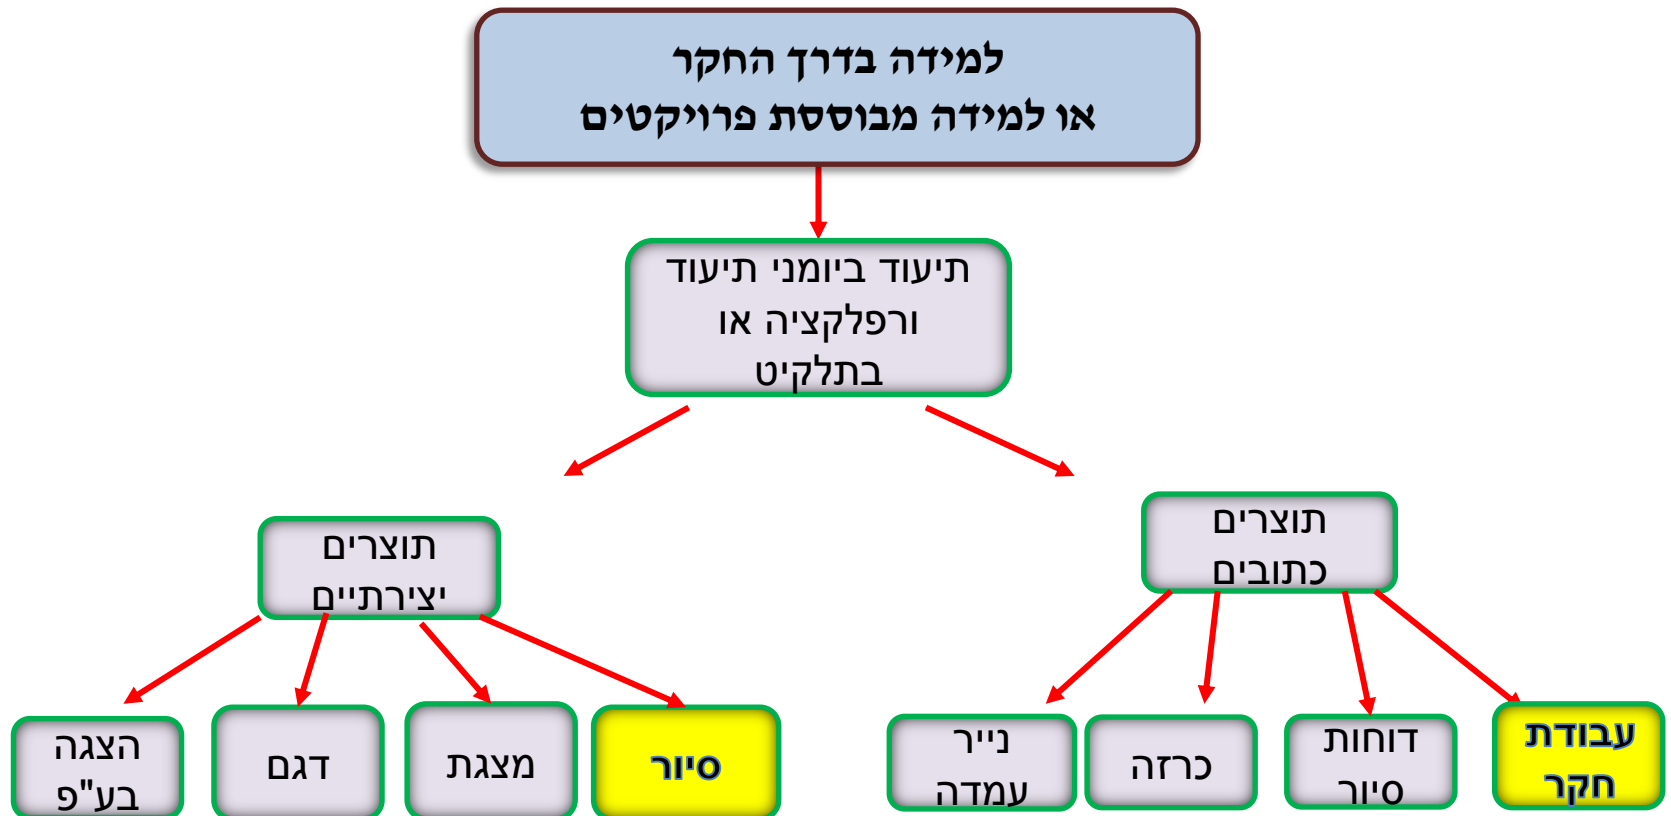 למידה בדרך החקר
או למידה מבוססת פרויקטים
תיעוד ביומני תיעוד
ורפלקציה או
בתלקיט
תוצרים
כתובים
תוצרים
יצירתיים
עבודת
חקר
דוחות
סיור
כרזה
נייר
עמדה
סיור
מצגת
דגם
הצגה
בע"פ